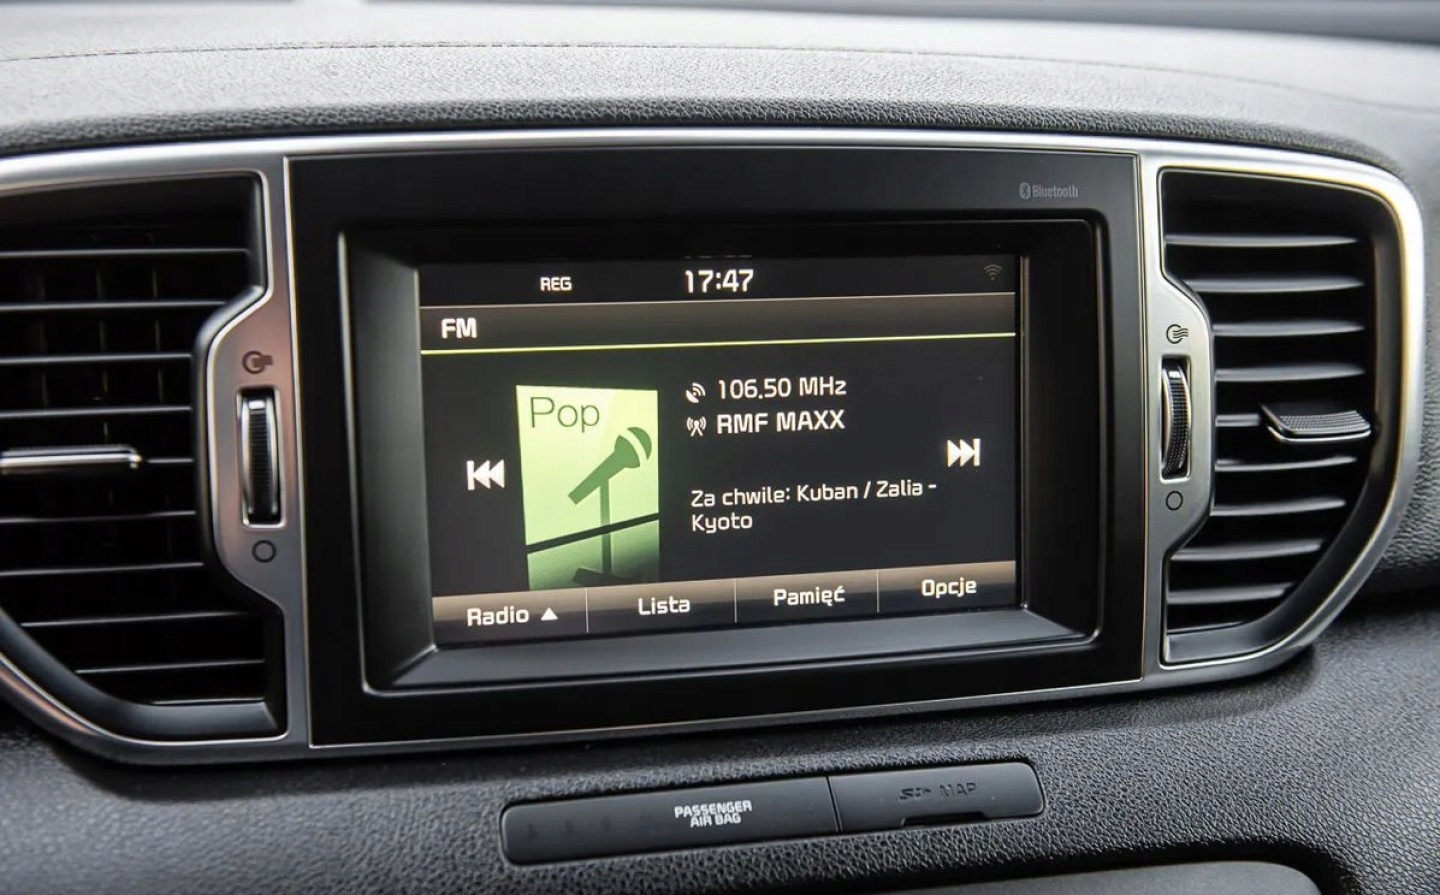 Bluetooth
REG 17:47
FM
Pop
106.50 MHz
RMF MAXX
Za chwile: Kuban / Zalia -
Kyoto
Radio ▲ Lista Pamięć Opcje
PASSENGER
AIR BAG
MAP